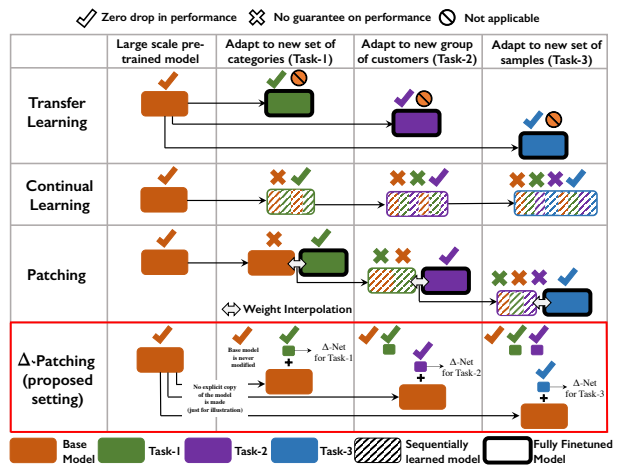 Zero drop in performance
No guarantee on performance
Not applicable
Large scale pre-
trained model
Adapt to new set of
categories (Task-1)
Adapt to new group
of customers (Task-2)
Adapt to new set of
samples (Task-3)
Transfer
Learning
Continual
Learning
Patching
Weight Interpolation
Δ-Patching
(proposed
setting)
Base model
is never
modified
No explicit copy
of the model
is made
(just for illustration)
Δ-Net
for Task-1
+
Δ-Net
for Task-2
+
Δ-Net
for Task-3
+
Base
Model
Task-1
Task-2
Task-3
Sequentially
learned model
Fully Finetuned
Model